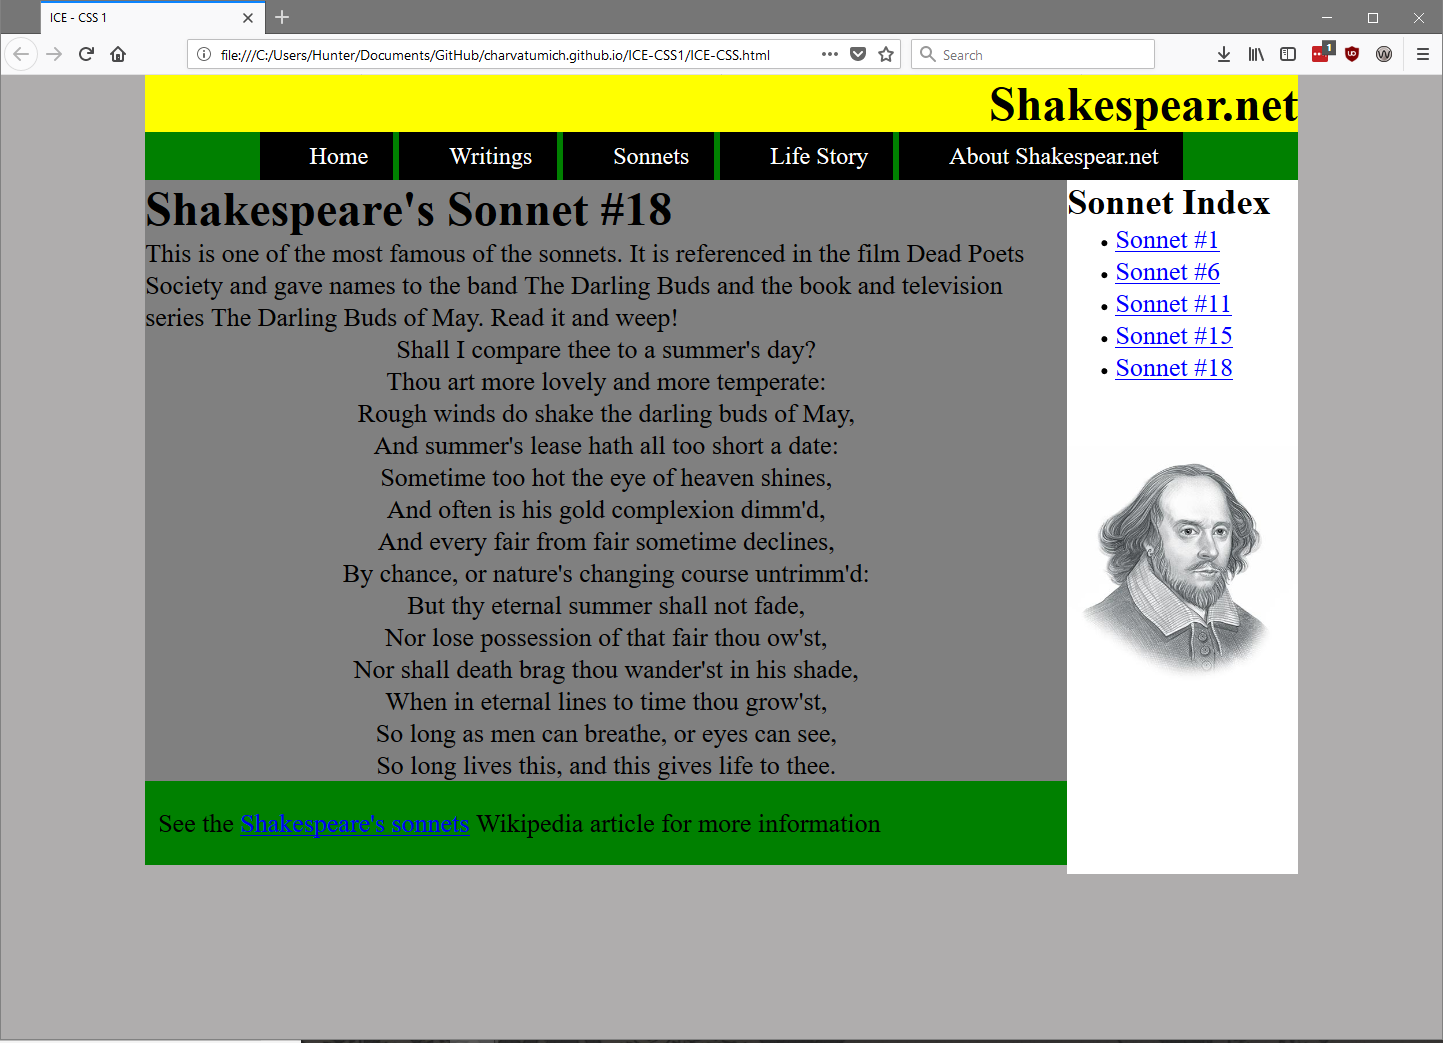 ICE - CSS 1
file:///C:/Users/Hunter/Documents/GitHub/charvatumich.github.io/ICE-CSS1/ICE-CSS.html
Search
1
Shakespear.net
Home Writings Sonnets Life Story About Shakespear.net
Shakespeare's Sonnet #18
This is one of the most famous of the sonnets. It is referenced in the film Dead Poets
Society and gave names to the band The Darling Buds and the book and television
series The Darling Buds of May. Read it and weep!
Shall I compare thee to a summer's day?
Thou art more lovely and more temperate:
Rough winds do shake the darling buds of May,
And summer's lease hath all too short a date:
Sometime too hot the eye of heaven shines,
And often is his gold complexion dimm'd,
And every fair from fair sometime declines,
By chance, or nature's changing course untrimm'd:
But thy eternal summer shall not fade,
Nor lose possession of that fair thou ow'st,
Nor shall death brag thou wander'st in his shade,
When in eternal lines to time thou grow'st,
So long as men can breathe, or eyes can see,
So long lives this, and this gives life to thee.
See the Shakespeare's sonnets Wikipedia article for more information
Sonnet Index
Sonnet #1
Sonnet #6
Sonnet #11
Sonnet #15
Sonnet #18